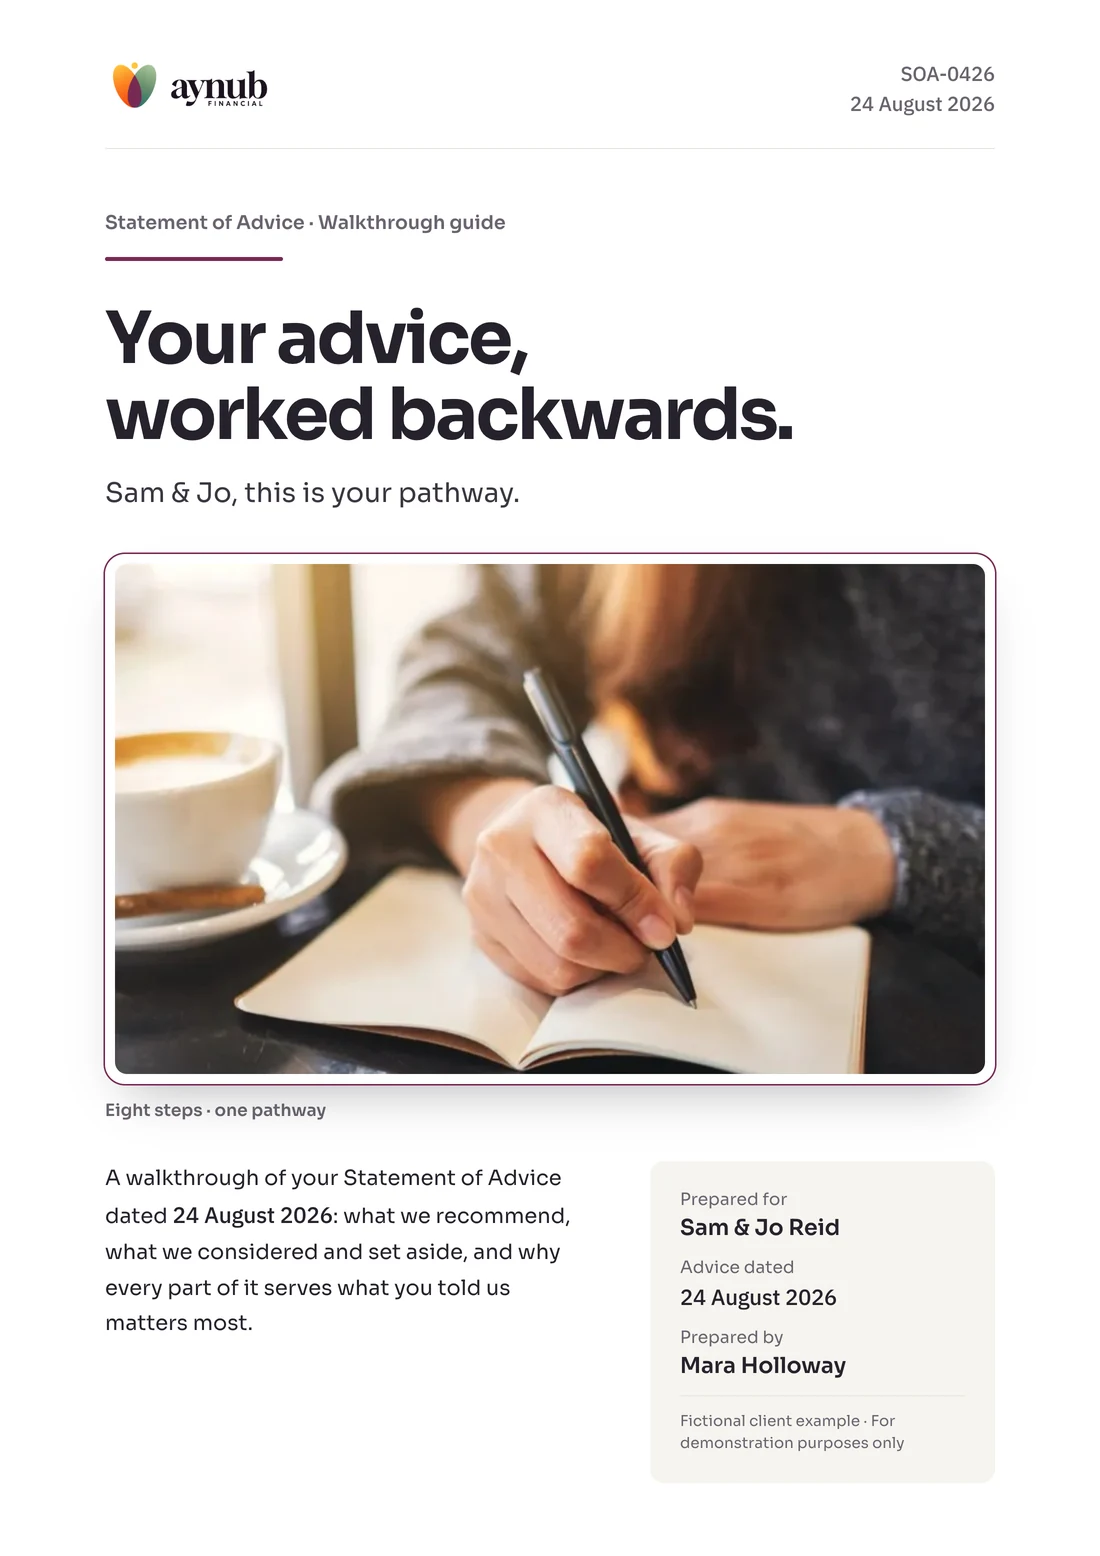 aynub
FINANCIAL
SOA-0426
24 August 2026
Statement of Advice · Walkthrough guide
Your advice,
worked backwards.
Sam & Jo, this is your pathway.
Eight steps · one pathway
A walkthrough of your Statement of Advice
dated 24 August 2026: what we recommend,
what we considered and set aside, and why
every part of it serves what you told us
matters most.
Prepared for
Sam & Jo Reid
Advice dated
24 August 2026
Prepared by
Mara Holloway
Fictional client example · For
demonstration purposes only